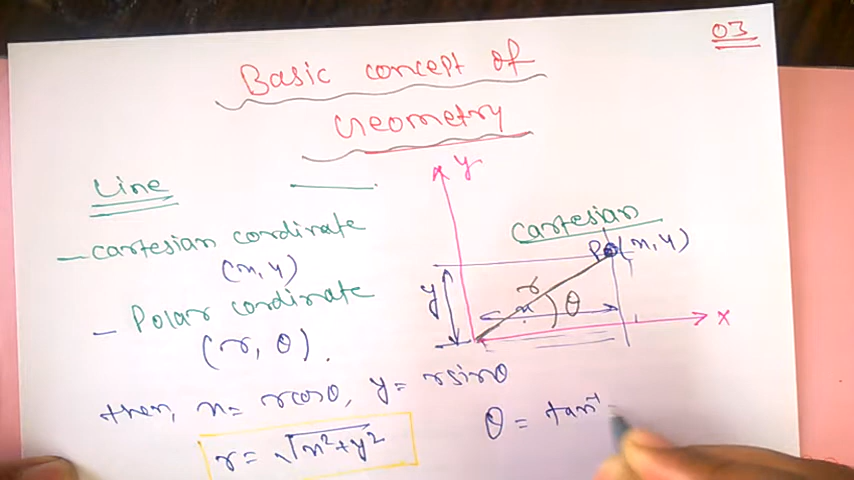 03
Basic concept of
Geometry
Line
y
Cartesian
- Cartesian cordinate
(x, y)
P(x, y)
y
r
x
θ
x
- Polar cordinate
(r, θ).
then, x = rcosθ, y = rsinθ
r = √x²+y²
θ = tan⁻¹